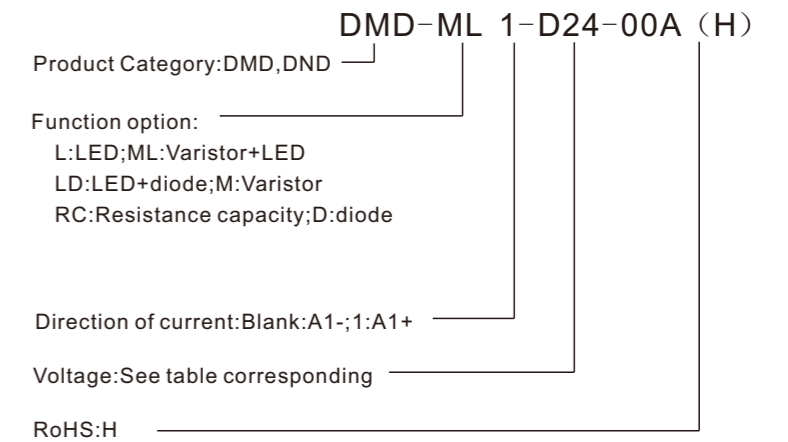 DMD-ML 1-D24-00A（H）
Product Category:DMD,DND
Function option:
L:LED;ML:Varistor+LED
LD:LED+diode;M:Varistor
RC:Resistance capacity;D:diode
Direction of current:Blank:A1-;1:A1+
Voltage:See table corresponding
RoHS:H